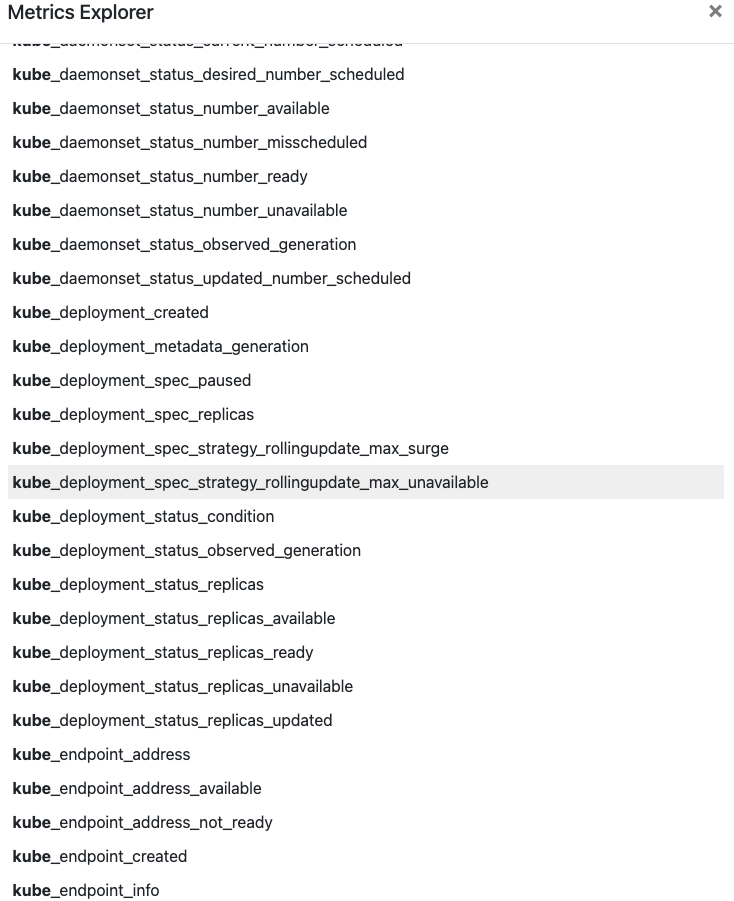 Metrics Explorer
×
kube_daemonset_status_current_number_scheduled
kube_daemonset_status_desired_number_scheduled
kube_daemonset_status_number_available
kube_daemonset_status_number_misscheduled
kube_daemonset_status_number_ready
kube_daemonset_status_number_unavailable
kube_daemonset_status_observed_generation
kube_daemonset_status_updated_number_scheduled
kube_deployment_created
kube_deployment_metadata_generation
kube_deployment_spec_paused
kube_deployment_spec_replicas
kube_deployment_spec_strategy_rollingupdate_max_surge
kube_deployment_spec_strategy_rollingupdate_max_unavailable
kube_deployment_status_condition
kube_deployment_status_observed_generation
kube_deployment_status_replicas
kube_deployment_status_replicas_available
kube_deployment_status_replicas_ready
kube_deployment_status_replicas_unavailable
kube_deployment_status_replicas_updated
kube_endpoint_address
kube_endpoint_address_available
kube_endpoint_address_not_ready
kube_endpoint_created
kube_endpoint_info